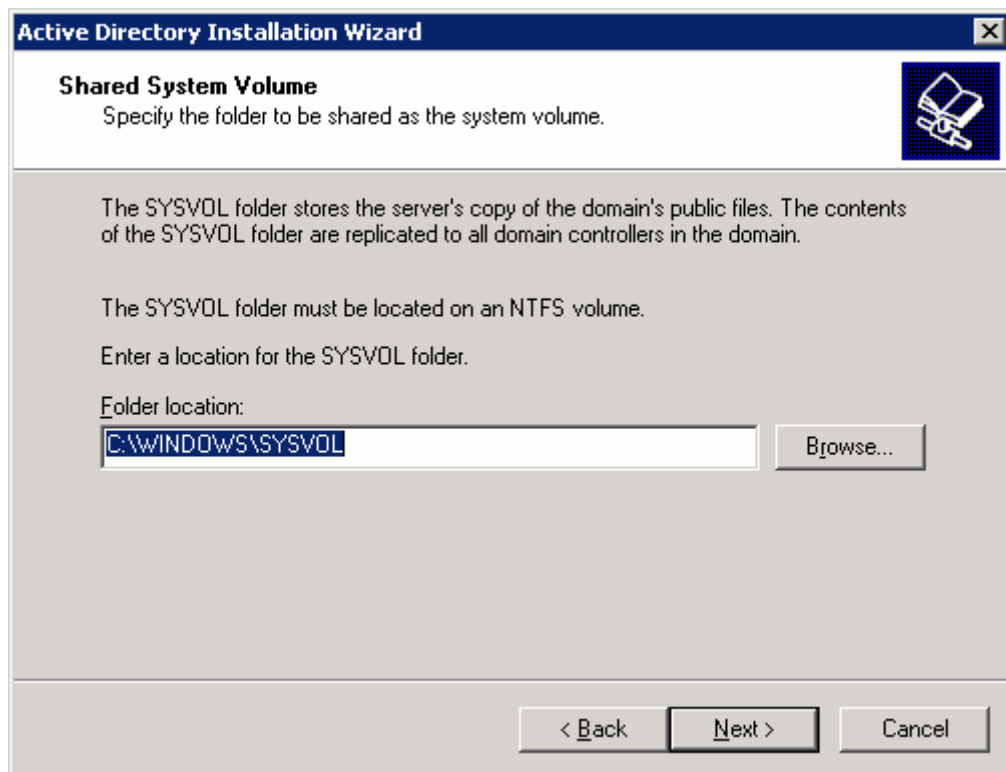 Active Directory Installation Wizard
Shared System Volume
Specify the folder to be shared as the system volume.
The SYSVOL folder stores the server's copy of the domain's public files. The contents
of the SYSVOL folder are replicated to all domain controllers in the domain.
The SYSVOL folder must be located on an NTFS volume.
Enter a location for the SYSVOL folder.
Folder location:
C:\WINDOWS\SYSVOL
Browse...
< Back
Next >
Cancel